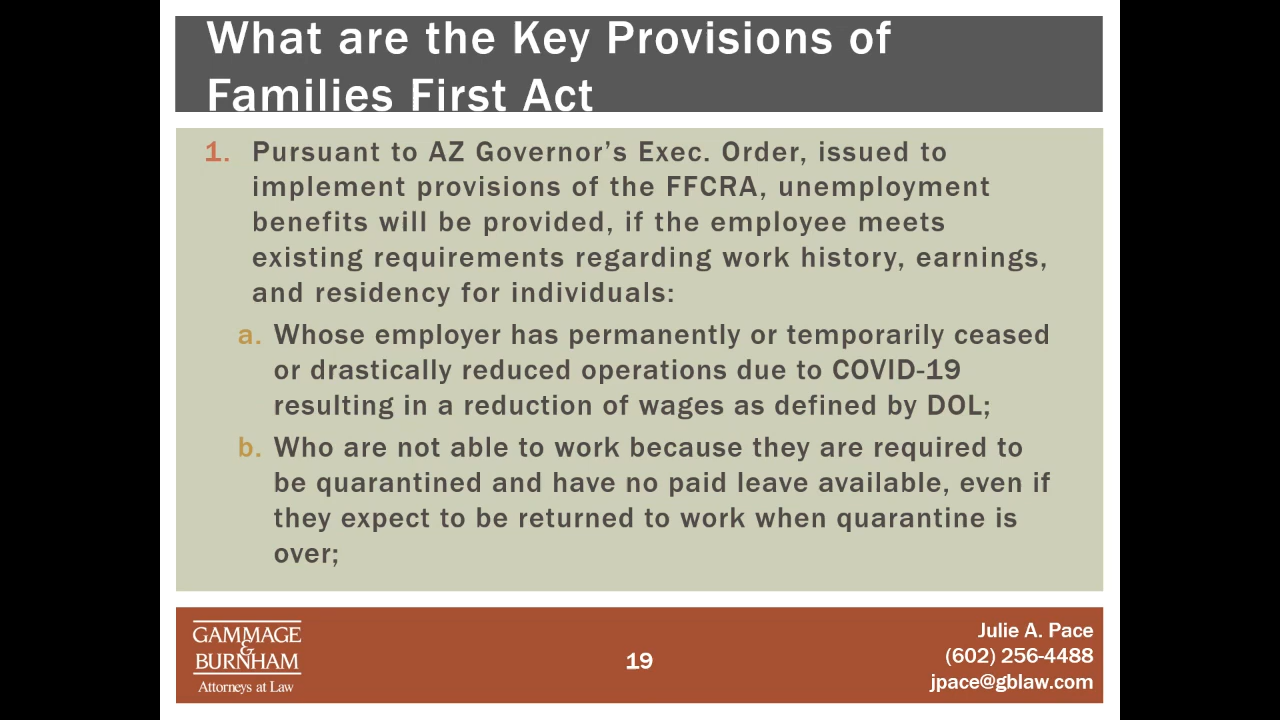 What are the Key Provisions of
Families First Act
1. Pursuant to AZ Governor’s Exec. Order, issued to
implement provisions of the FFCRA, unemployment
benefits will be provided, if the employee meets
existing requirements regarding work history, earnings,
and residency for individuals:
a. Whose employer has permanently or temporarily ceased
or drastically reduced operations due to COVID-19
resulting in a reduction of wages as defined by DOL;
b. Who are not able to work because they are required to
be quarantined and have no paid leave available, even if
they expect to be returned to work when quarantine is
over;
GAMMAGE
&
BURNHAM
Attorneys at Law
19
Julie A. Pace
(602) 256-4488
jpace@gblaw.com